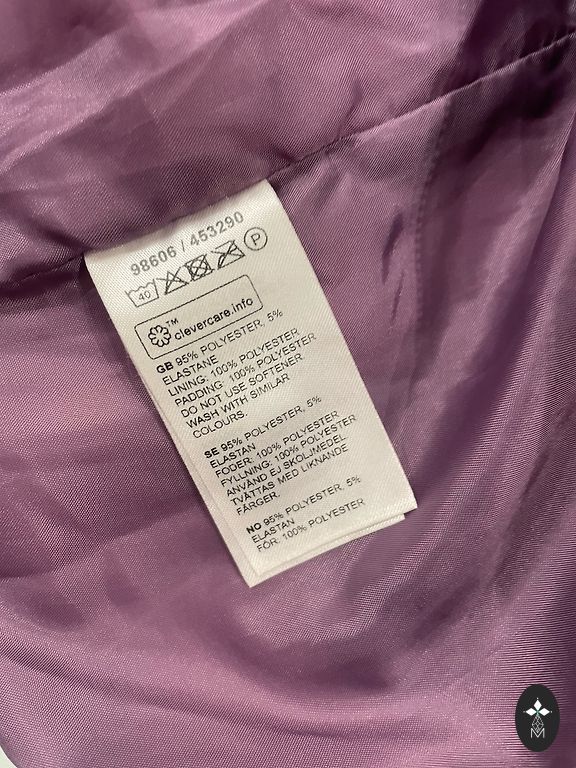 98606 / 453290
40 P
TM
clevercare.info
GB 95% POLYESTER, 5%
ELASTANE
LINING: 100% POLYESTER
PADDING: 100% POLYESTER
DO NOT USE SOFTENER.
WASH WITH SIMILAR
COLOURS.
SE 95% POLYESTER, 5%
ELASTAN
FODER: 100% POLYESTER
FYLLNING: 100% POLYESTER
ANVÄND EJ SKÖLJMEDEL.
TVÄTTAS MED LIKNANDE
FÄRGER.
NO 95% POLYESTER, 5%
ELASTAN
FÔR: 100% POLYESTER
M